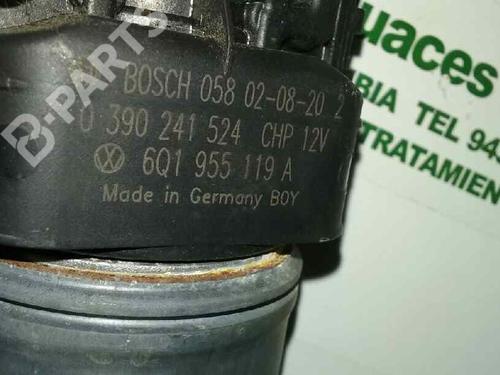 BOSCH 058 02-08-20 2
0 390 241 524 CHP 12V
6Q1 955 119 A
Made in Germany BOY
B-PARTS
uaces
BIA TEL 94
TRATAMIEN